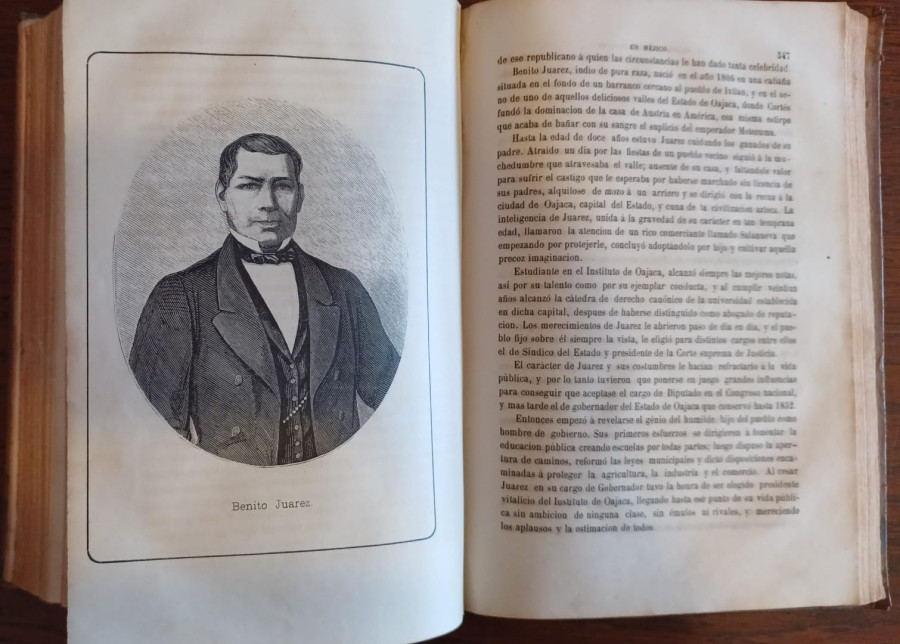 Benito Juarez.
EN MÉJICO. 347
de ese republicano á quien las circunstancias le han dado tanta celebridad.
Benito Juarez, indio de pura raza, nació en el año 1806 en una cabaña
situada en el fondo de un barranco cercano al pueblo de Ixtlan, y en el se-
no de uno de aquellos deliciosos valles del Estado de Oajaca, donde Cortés
fundó la dominacion de la casa de Austria en América, esa misma estirpe
que acaba de bañar con su sangre el suplicio del emperador Motezuma.
Hasta la edad de doce años estuvo Juarez cuidando los ganados de su
padre. Atraido un dia por las fiestas de un pueblo vecino siguió á la mu-
chedumbre que atravesaba el valle; ausente de su casa, y faltándole valor
para sufrir el castigo que le esperaba por haberse marchado sin licencia de
sus padres, alquilóse de mozo á un arriero y se dirigió con la recua á la
ciudad de Oajaca, capital del Estado, y cuna de la civilizacion azteca. La
inteligencia de Juarez, unida á la gravedad de su carácter en tan temprana
edad, llamaron la atencion de un rico comerciante llamado Salanueva que
empezando por protejerle, concluyó adoptándolo por hijo y cultivar aquella
precoz imaginacion.
Estudiante en el Instituto de Oajaca, alcanzó siempre las mejores notas,
así por su talento como por su ejemplar conducta, y al cumplir veintiun
años alcanzó la cátedra de derecho canónico de la universidad establecida
en dicha capital, despues de haberse distinguido como abogado de reputa-
cion. Los merecimientos de Juarez le abrieron paso de dia en dia, y el pue-
blo fijo sobre él siempre la vista, le eligió para distintos cargos entre ellos
el de Síndico del Estado y presidente de la Corte suprema de Justicia.
El carácter de Juarez y sus costumbres le hacian refractario á la vida
pública, y por lo tanto tuvieron que ponerse en juego grandes influencias
para conseguir que aceptase el cargo de Diputado en el Congreso nacional,
y mas tarde el de gobernador del Estado de Oajaca que conservó hasta 1852.
Entonces empezó á revelarse el génio del humilde hijo del pueblo como
hombre de gobierno. Sus primeros esfuerzos se dirigieron á fomentar la
educacion pública creando escuelas por todas partes; luego dispuso la aper-
tura de caminos, reformó las leyes municipales y dictó disposiciones enca-
minadas á proteger la agricultura, la industria y el comercio. Al cesar
Juarez en su cargo de Gobernador tuvo la honra de ser elegido presidente
vitalicio del Instituto de Oajaca, llegando hasta ese punto de su vida públi-
ca sin ambicion de ninguna clase, sin émulos ni rivales, y mereciendo
los aplausos y la estimacion de todos.